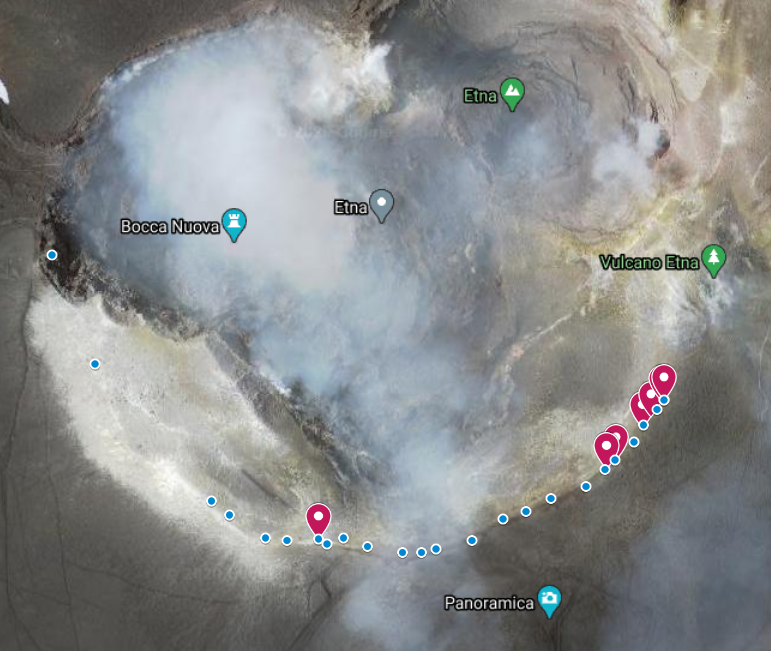 Etna
Etna
Bocca Nuova
Vulcano Etna
Panoramica